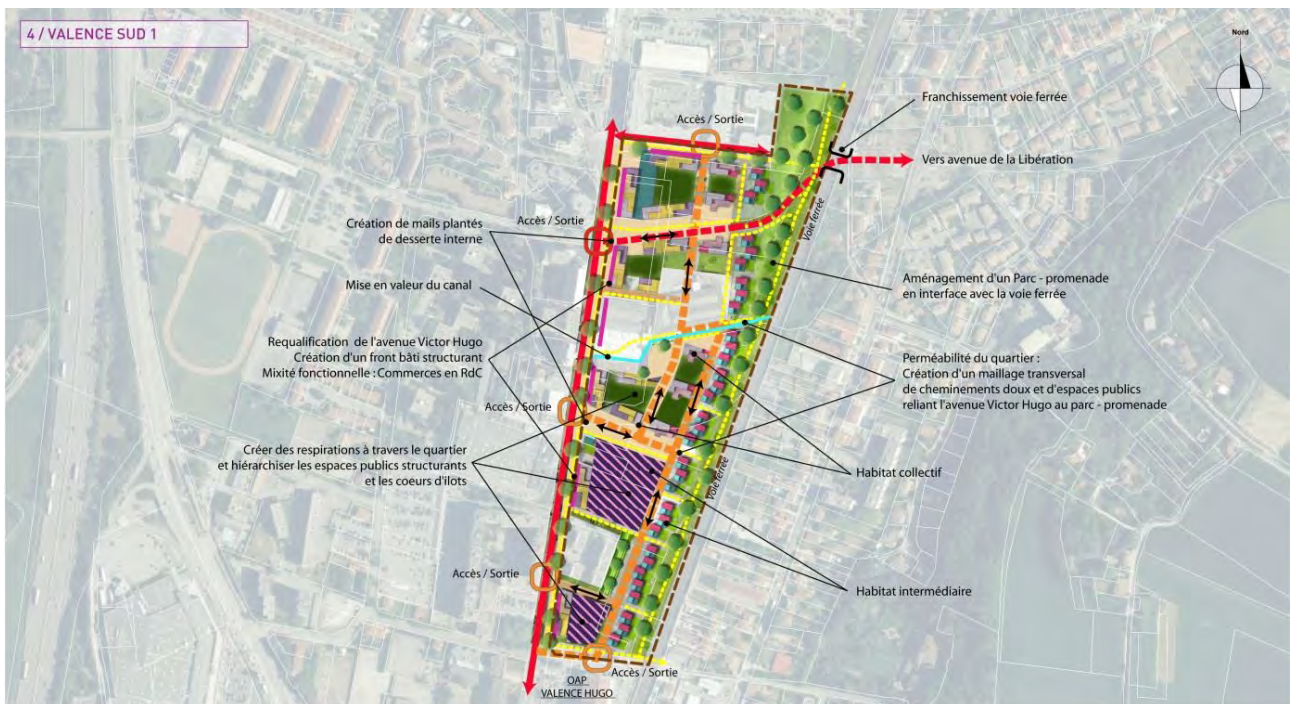 4 / VALENCE SUD 1
Nord
Franchissement voie ferrée
Accès / Sortie
Vers avenue de la Libération
Voie ferrée
Création de mails plantés
de desserte interne
Accès / Sortie
Mise en valeur du canal
Aménagement d'un Parc - promenade
en interface avec la voie ferrée
Requalification de l'avenue Victor Hugo
Création d'un front bâti structurant
Mixité fonctionnelle : Commerces en RdC
Perméabilité du quartier :
Création d'un maillage transversal
de cheminements doux et d'espaces publics
reliant l'avenue Victor Hugo au parc - promenade
Accès / Sortie
Créer des respirations à travers le quartier
et hiérarchiser les espaces publics structurants
et les coeurs d'ilots
Voie ferrée
Habitat collectif
Accès / Sortie
Habitat intermédiaire
Accès / Sortie
OAP
VALENCE HUGO